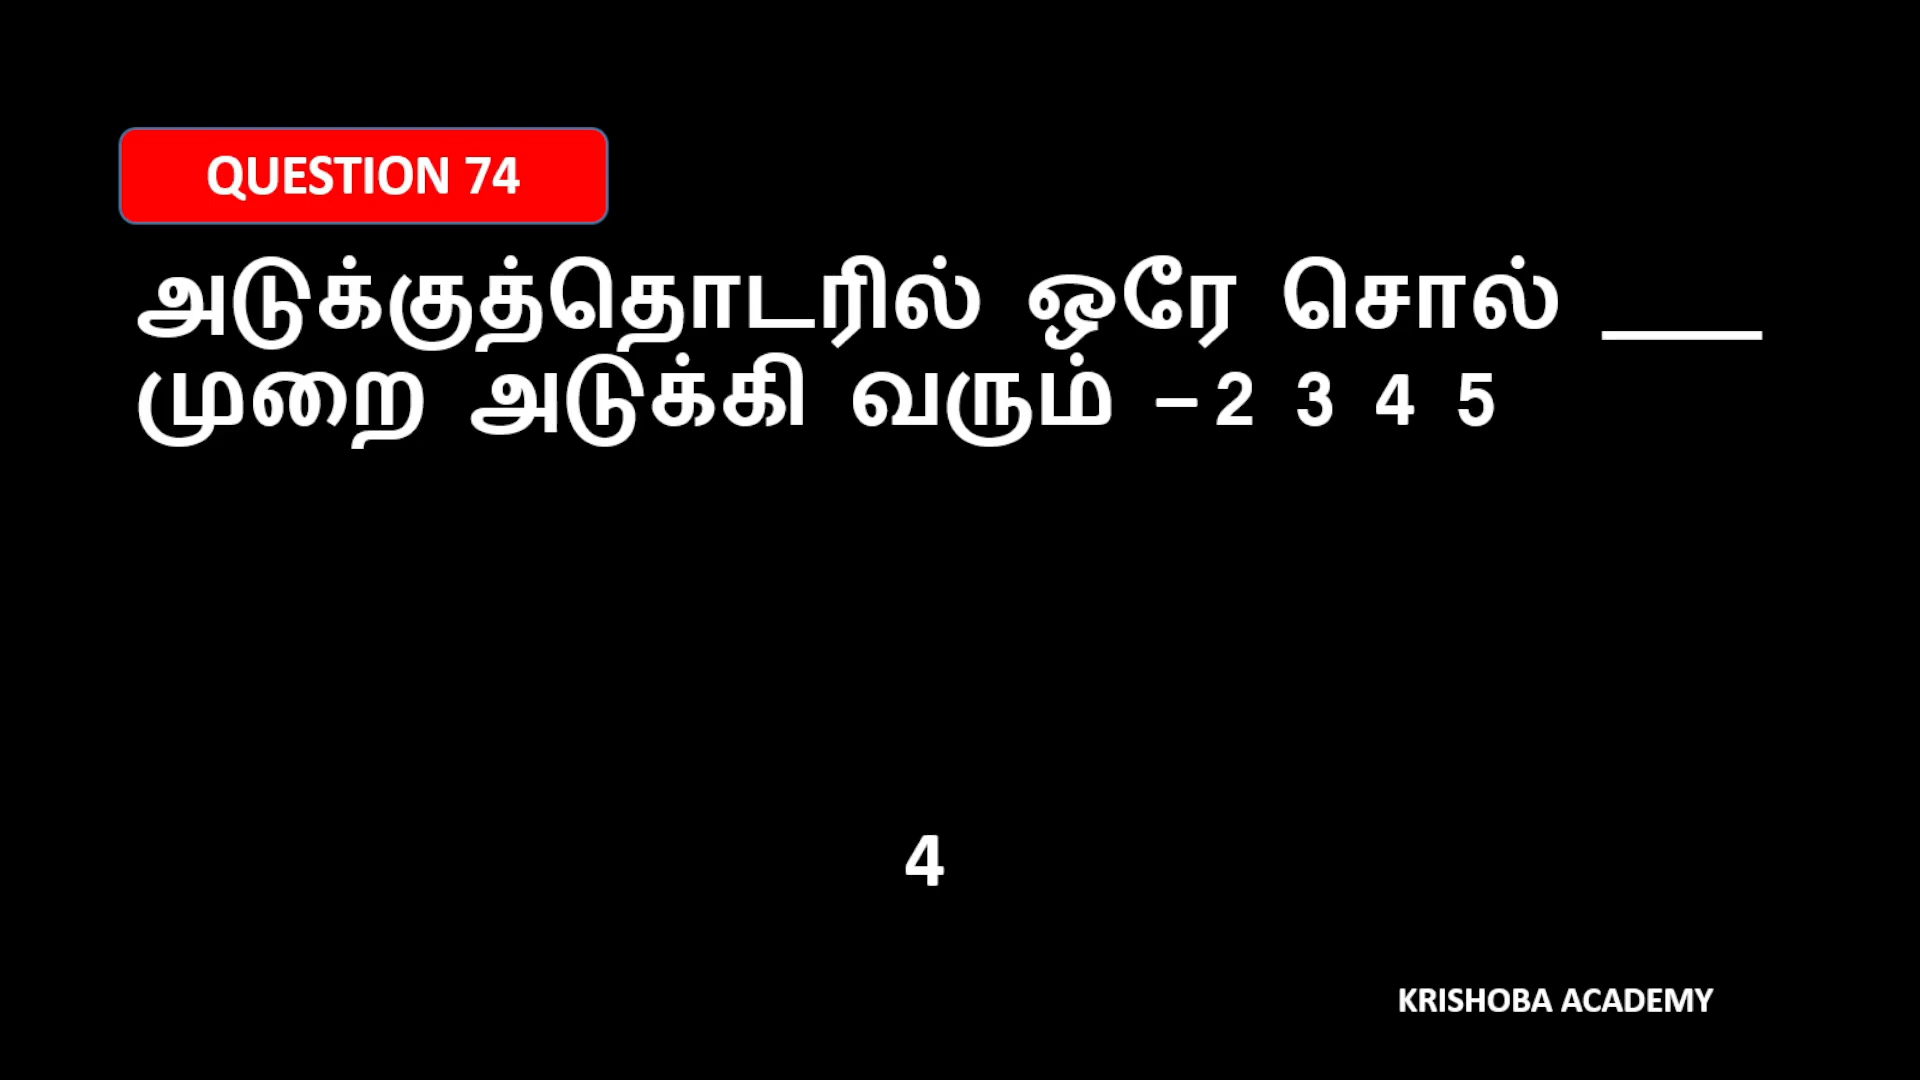 QUESTION 74
அடுக்குத்தொடரில் ஒரே சொல் ____
முறை அடுக்கி வரும் – 2 3 4 5
4
KRISHOBA ACADEMY